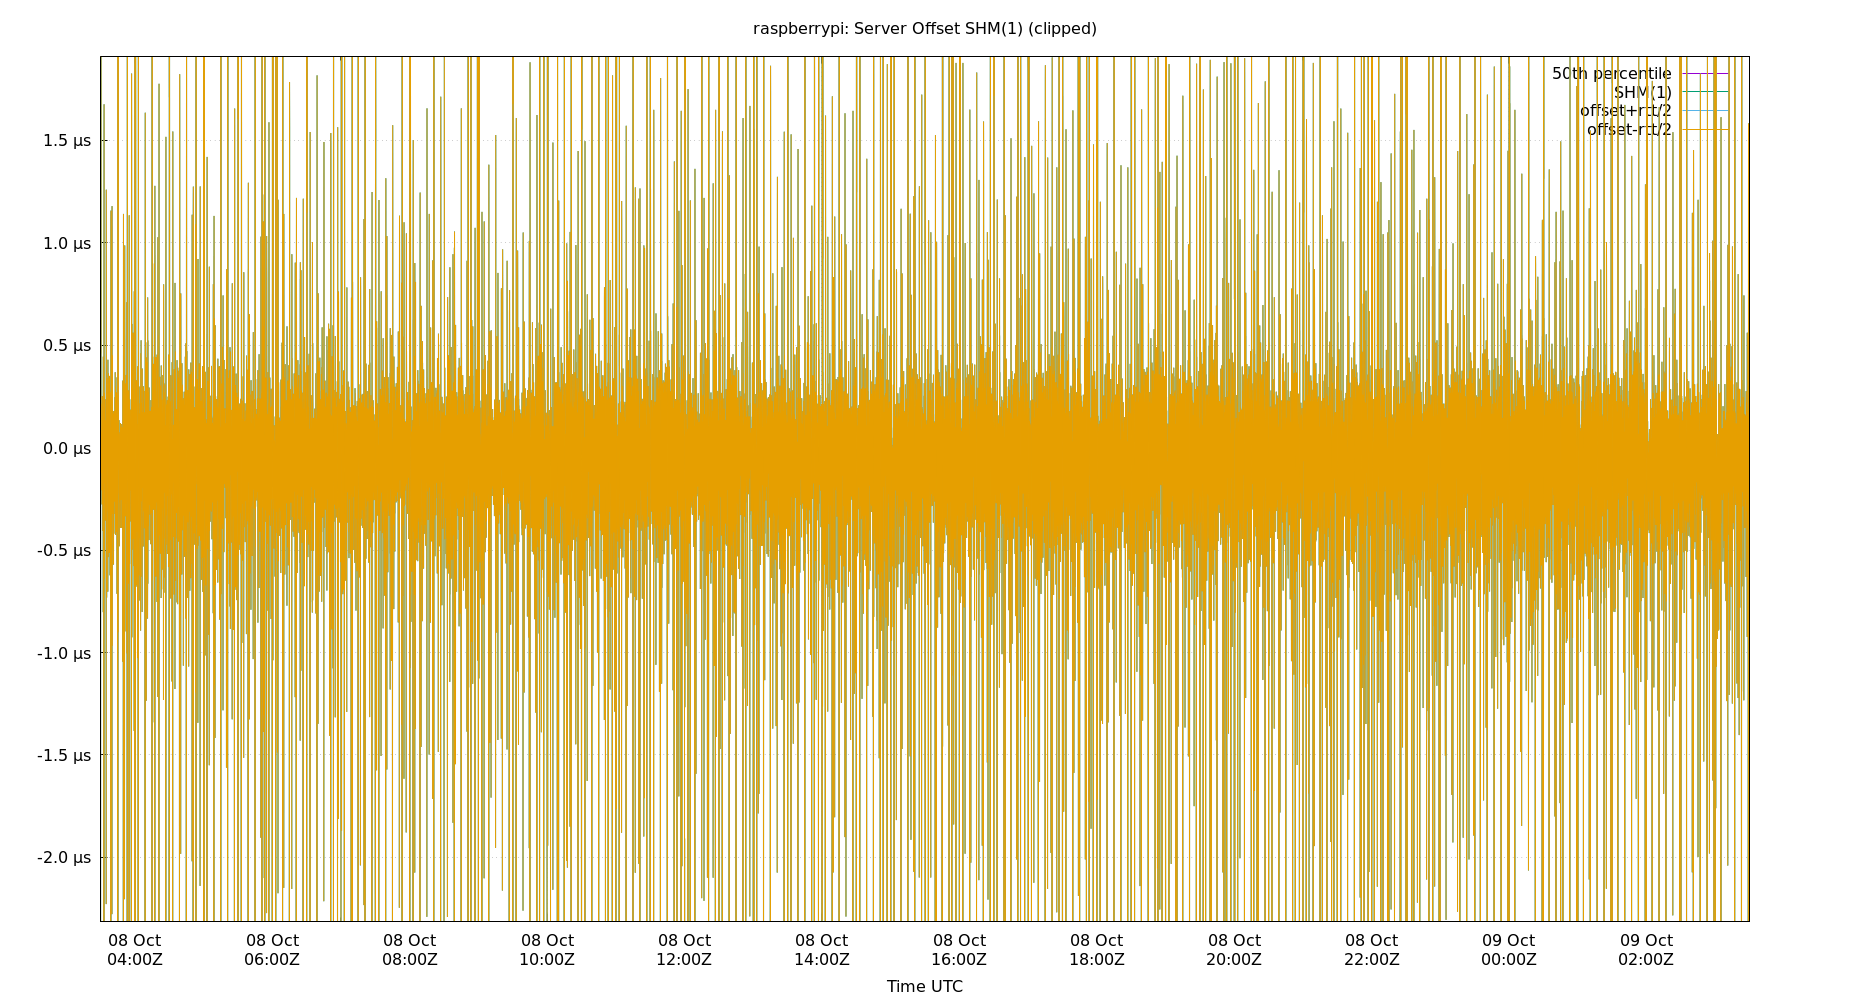 raspberrypi: Server Offset SHM(1) (clipped)
50th percentile
SHM(1)
offset+rtt/2
offset-rtt/2
1.5 µs
1.0 µs
0.5 µs
0.0 µs
-0.5 µs
-1.0 µs
-1.5 µs
-2.0 µs
08 Oct 08 Oct 08 Oct 08 Oct 08 Oct 08 Oct 08 Oct 08 Oct 08 Oct 08 Oct 09 Oct 09 Oct
04:00Z 06:00Z 08:00Z 10:00Z 12:00Z 14:00Z 16:00Z 18:00Z 20:00Z 22:00Z 00:00Z 02:00Z
Time UTC